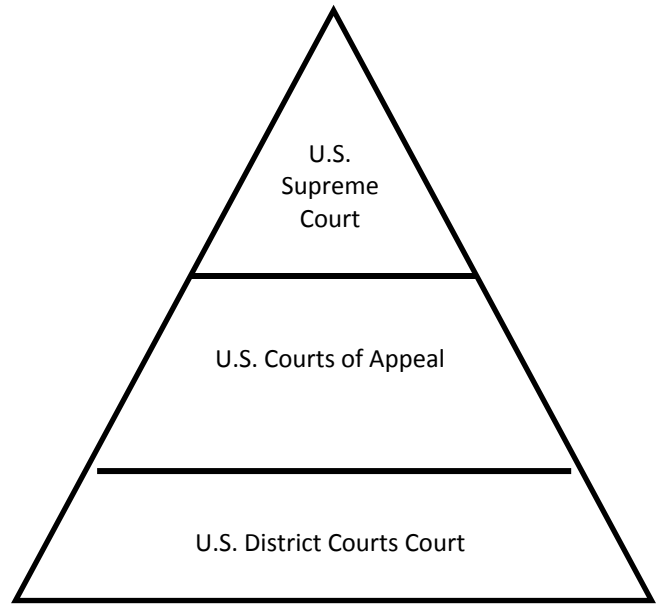 U.S.
Supreme
Court
U.S. Courts of Appeal
U.S. District Courts Court